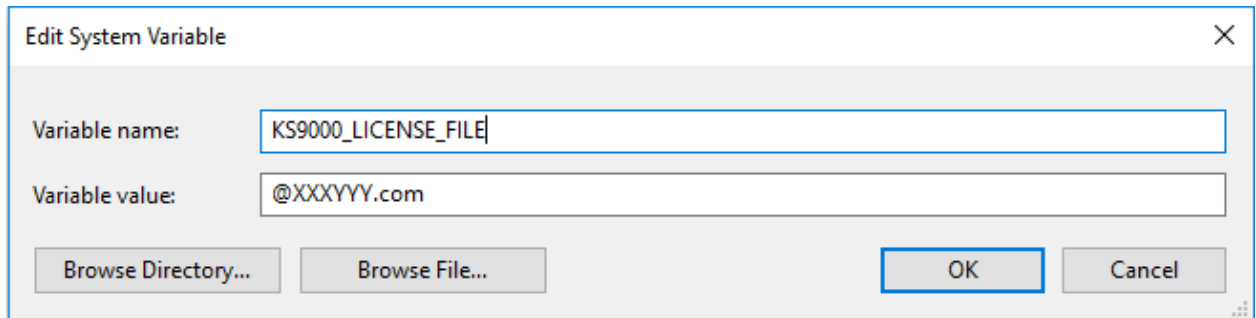 Edit System Variable
Variable name: KS9000_LICENSE_FILE
Variable value: @XXXYYY.com
Browse Directory... Browse File... OK Cancel